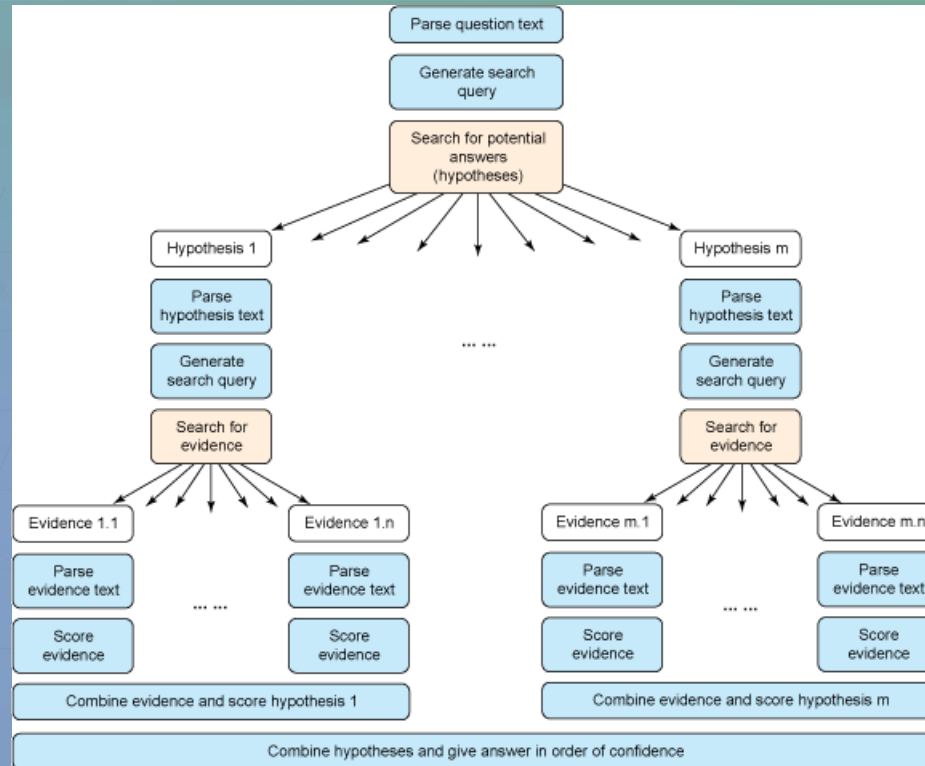 Parse question text
Generate search
query
Search for potential
answers
(hypotheses)
Hypothesis 1
Hypothesis m
Parse
hypothesis text
Parse
hypothesis text
... ...
Generate
search query
Generate
search query
Search for
evidence
Search for
evidence
Evidence 1.1
Evidence 1.n
Evidence m.1
Evidence m.n
Parse
evidence text
Parse
evidence text
Parse
evidence text
Parse
evidence text
... ...
... ...
Score
evidence
Score
evidence
Score
evidence
Score
evidence
Combine evidence and score hypothesis 1
Combine evidence and score hypothesis m
Combine hypotheses and give answer in order of confidence